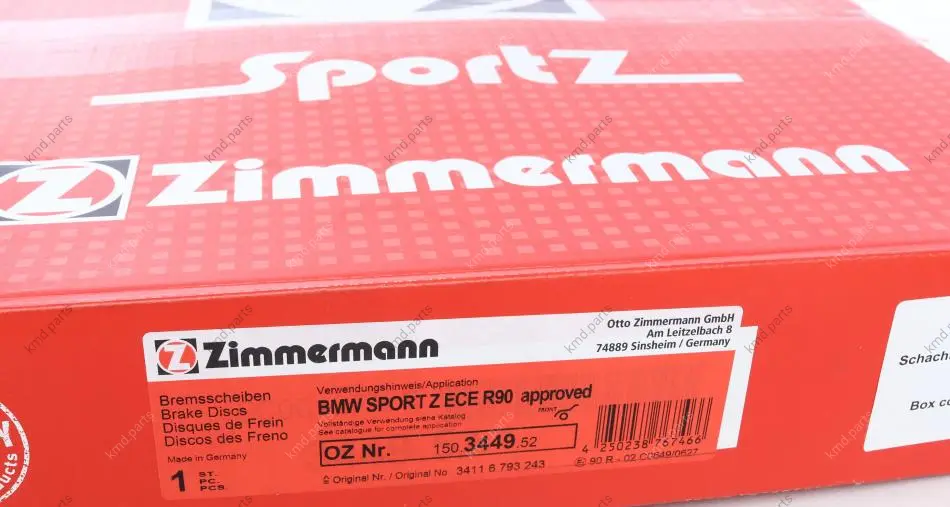 SportZ
Zimmermann
Z
Zimmermann
Otto Zimmermann GmbH
Am Leitzelbach 8
74889 Sinsheim / Germany
Bremsscheiben
Brake Discs
Disques de Frein
Discos des Freno
Made in Germany
1 ST.
PC.
PCS.
Verwendungshinweis/Application
BMW SPORT Z ECE R90 approved
FRONT
Vollständige Verwendung siehe Katalog
See catalogue for complete application
OZ Nr. 150.3449.52
Original Nr. / Original No 3411 6 793 243
4 250238 767466
90 R - 02 C0849/0627
Schach
Box co
Y
ducts
kmd.parts